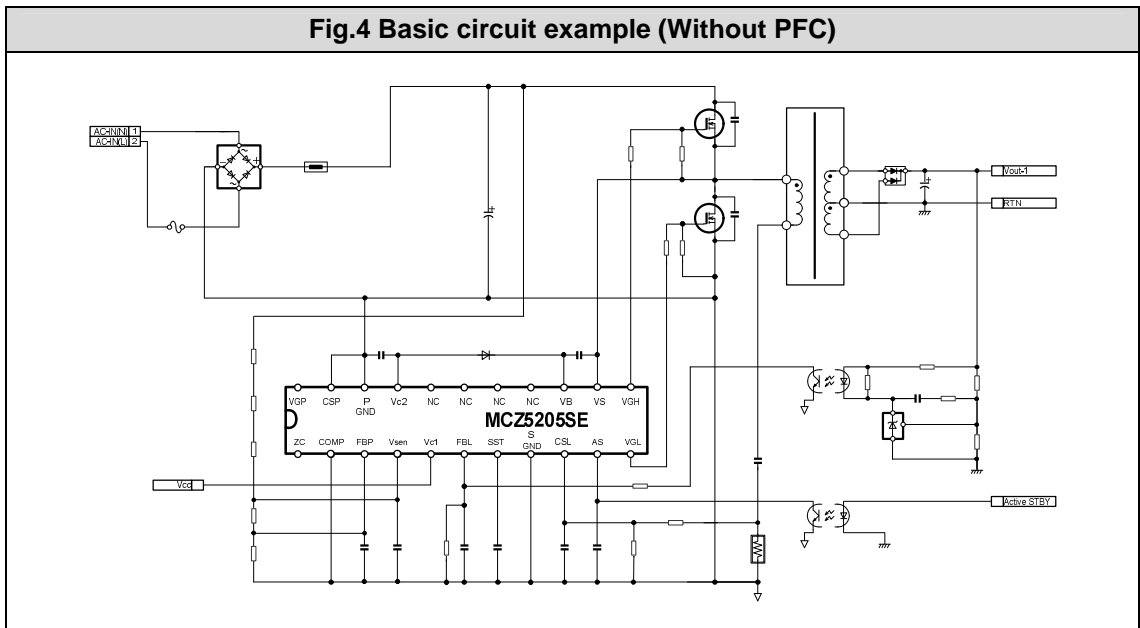 Fig.4 Basic circuit example (Without PFC)
AC-IN(N) 1
AC-IN(L) 2
Vout-1
RTN
VGP CSP P GND Vc2 NC NC NC NC VB VS VGH
MCZ5205SE
ZC COMP FBP Vsen Vc1 FBL SST S GND CSL AS VGL
Vcc
Active STBY